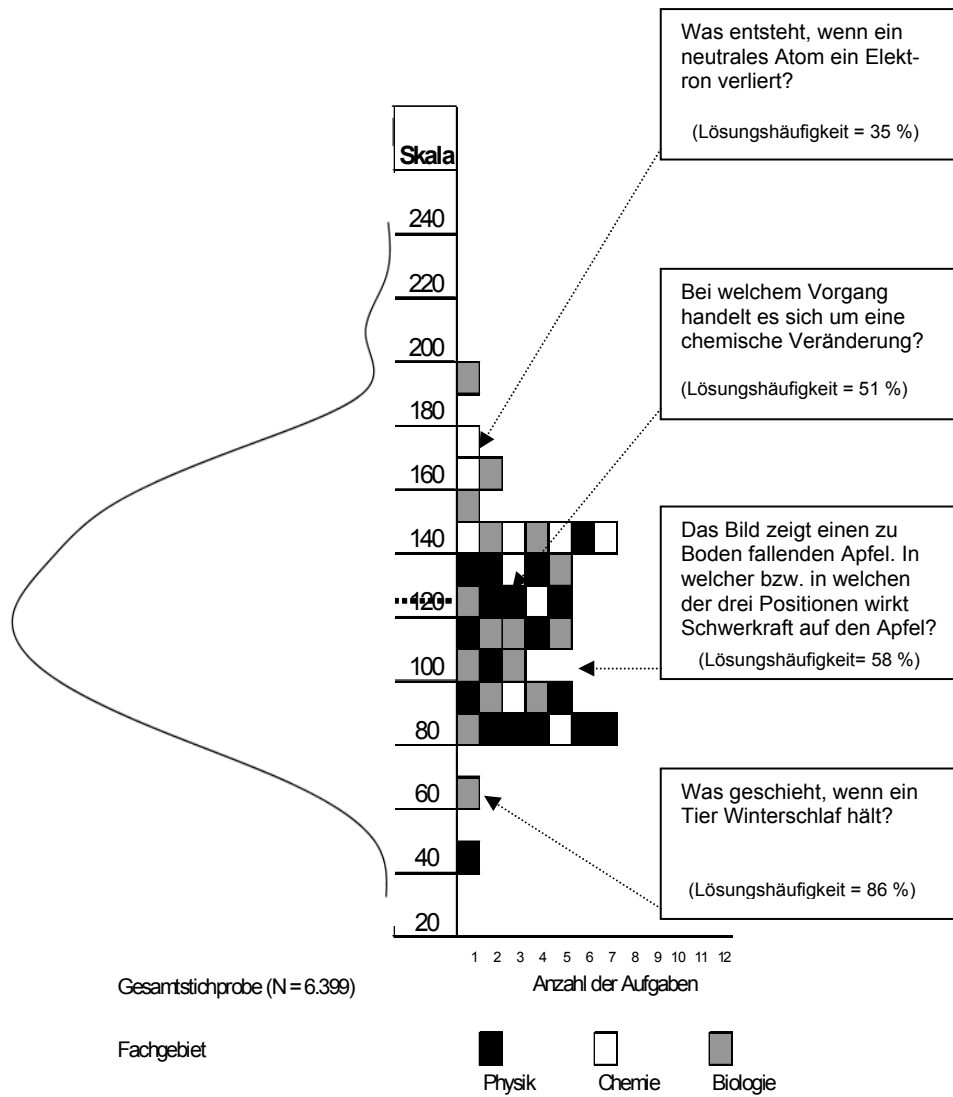 Was entsteht, wenn ein
neutrales Atom ein Elekt-
ron verliert?
(Lösungshäufigkeit = 35 %)
Skala
240
220
200
180
160
140
120
100
80
60
40
20
Bei welchem Vorgang
handelt es sich um eine
chemische Veränderung?
(Lösungshäufigkeit = 51 %)
Das Bild zeigt einen zu
Boden fallenden Apfel. In
welcher bzw. in welchen
der drei Positionen wirkt
Schwerkraft auf den Apfel?
(Lösungshäufigkeit= 58 %)
Was geschieht, wenn ein
Tier Winterschlaf hält?
(Lösungshäufigkeit = 86 %)
1 2 3 4 5 6 7 8 9 10 11 12
Gesamtstichprobe (N = 6.399)
Anzahl der Aufgaben
Fachgebiet
Physik
Chemie
Biologie